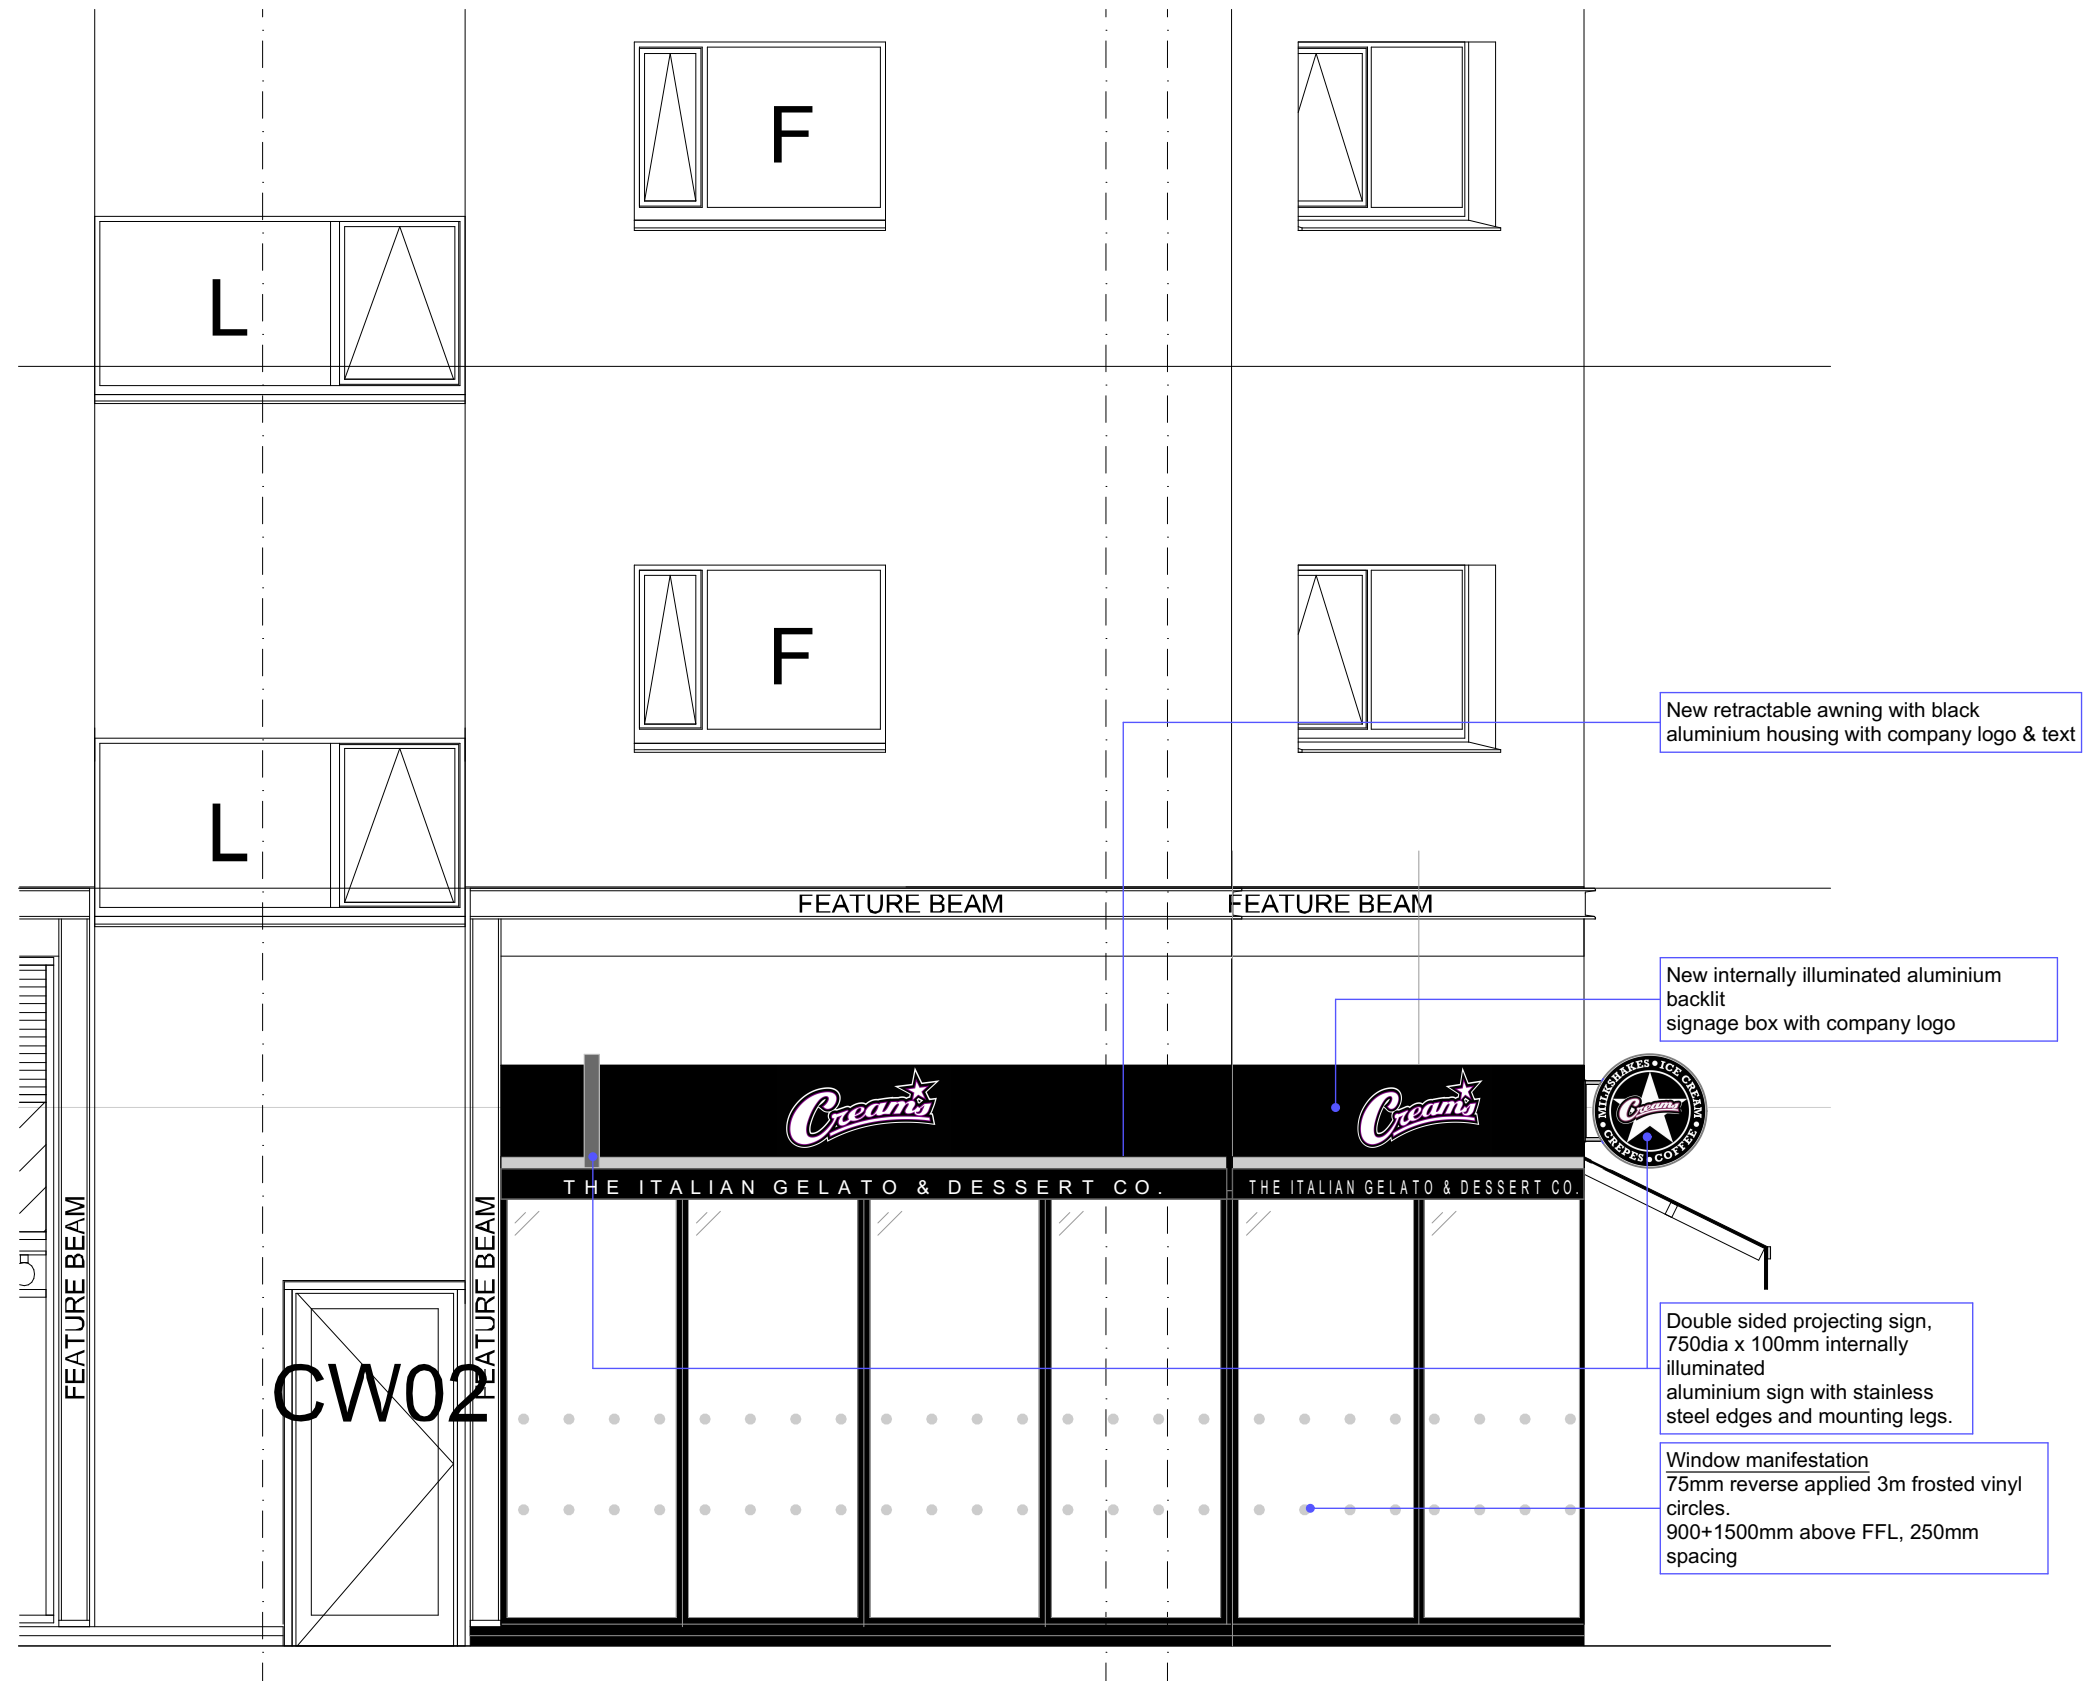 F
L
F
New retractable awning with black
aluminium housing with company logo & text
L
FEATURE BEAM
FEATURE BEAM
New internally illuminated aluminium
backlit
signage box with company logo
Creams
Creams
MILKSHAKES • ICE CREAM • CREPES • COFFEE •
Creams
THE ITALIAN GELATO & DESSERT CO.
THE ITALIAN GELATO & DESSERT CO.
FEATURE BEAM
FEATURE BEAM
CW02
Double sided projecting sign,
750dia x 100mm internally
illuminated
aluminium sign with stainless
steel edges and mounting legs.
Window manifestation
75mm reverse applied 3m frosted vinyl
circles.
900+1500mm above FFL, 250mm
spacing